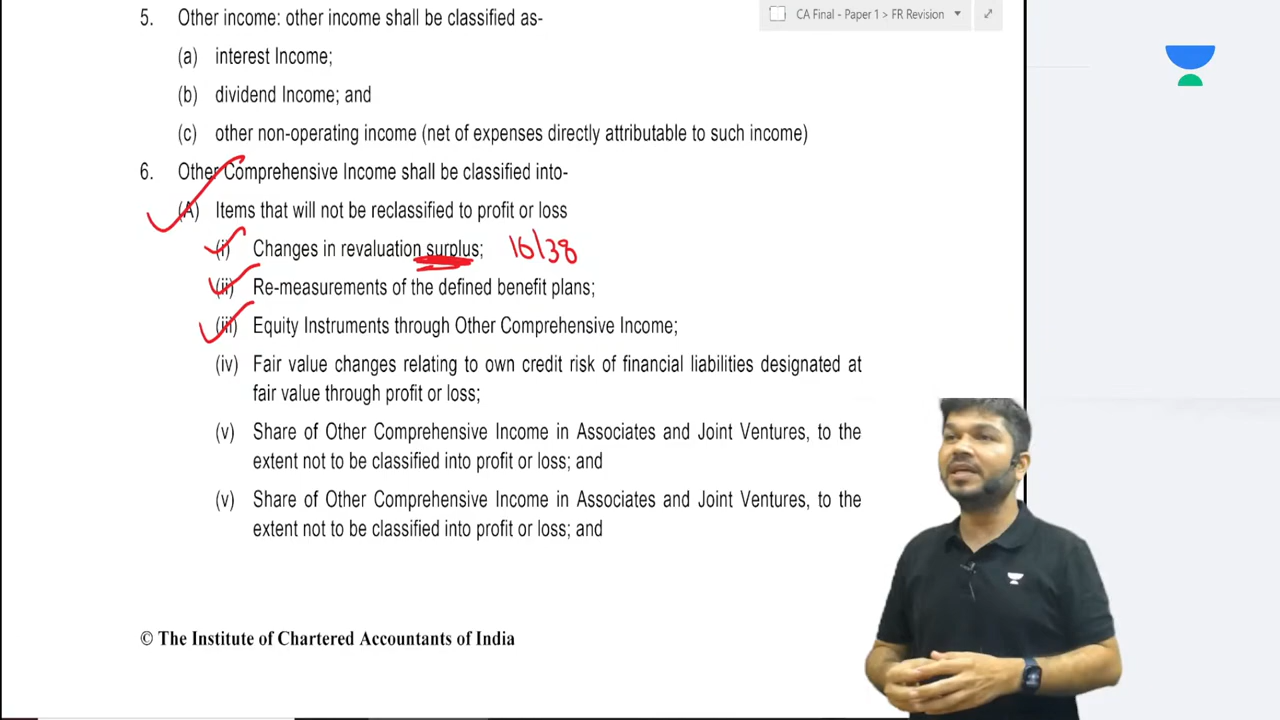 CA Final - Paper 1 > FR Revision
5. Other income: other income shall be classified as-
(a) interest Income;
(b) dividend Income; and
(c) other non-operating income (net of expenses directly attributable to such income)
6. Other Comprehensive Income shall be classified into-
(A) Items that will not be reclassified to profit or loss
(i) Changes in revaluation surplus; 16/38
(ii) Re-measurements of the defined benefit plans;
(iii) Equity Instruments through Other Comprehensive Income;
(iv) Fair value changes relating to own credit risk of financial liabilities designated at
fair value through profit or loss;
(v) Share of Other Comprehensive Income in Associates and Joint Ventures, to the
extent not to be classified into profit or loss; and
(v) Share of Other Comprehensive Income in Associates and Joint Ventures, to the
extent not to be classified into profit or loss; and
© The Institute of Chartered Accountants of India